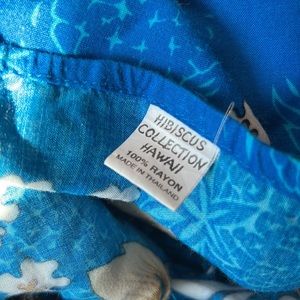 HIBISCUS
COLLECTION
HAWAII
100% RAYON
MADE IN THAILAND